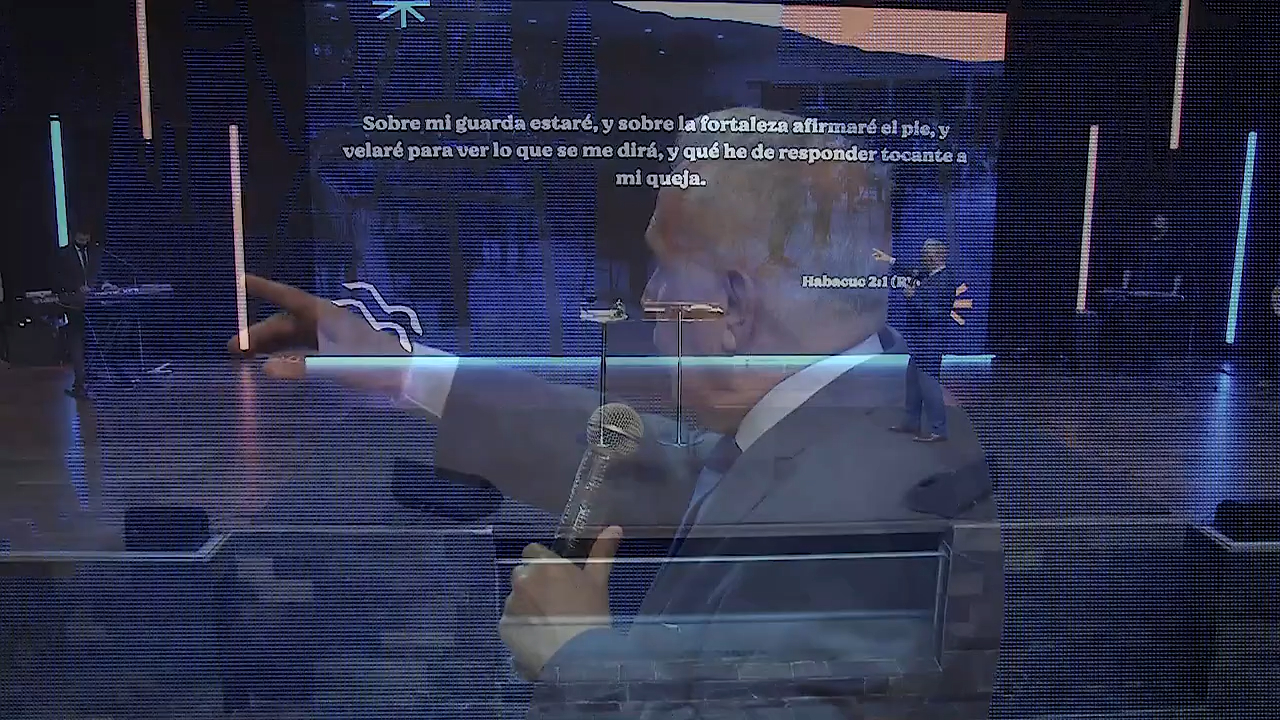 Sobre mi guarda estaré, y sobre la fortaleza afirmaré el pie, y
velaré para ver lo que se me dirá, y qué he de responder tocante a
mi queja.
Habacuc 2:1